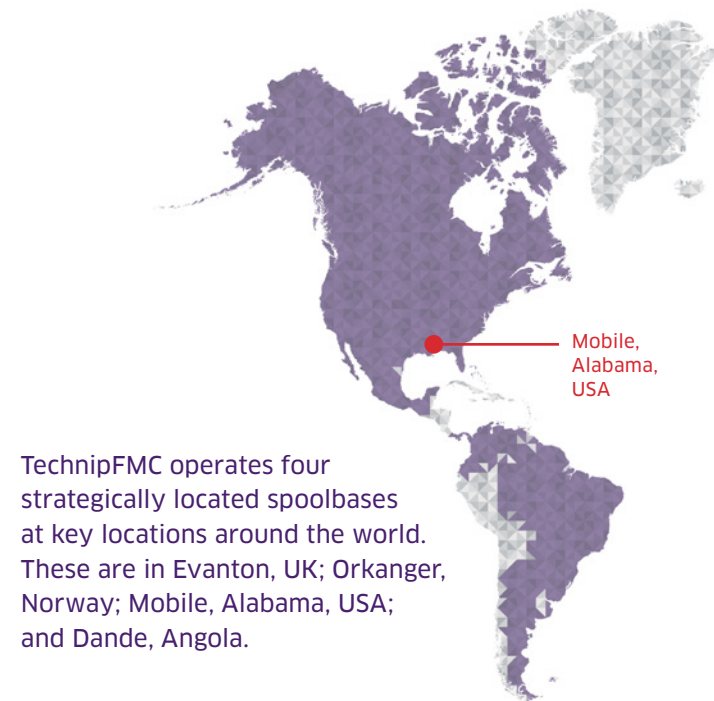 Mobile,
Alabama,
USA
TechnipFMC operates four
strategically located spoolbases
at key locations around the world.
These are in Evanton, UK; Orkanger,
Norway; Mobile, Alabama, USA;
and Dande, Angola.